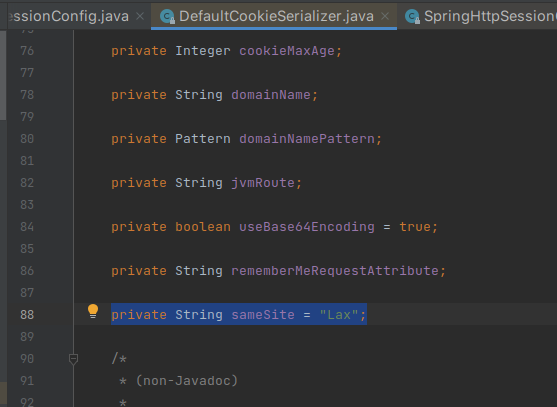 ssionConfig.java × DefaultCookieSerializer.java × SpringHttpSession
76 private Integer cookieMaxAge;
77
78 private String domainName;
79
80 private Pattern domainNamePattern;
81
82 private String jvmRoute;
83
84 private boolean useBase64Encoding = true;
85
86 private String rememberMeRequestAttribute;
87
88 private String sameSite = "Lax";
89
90 /*
91 * (non-Javadoc)
92 *